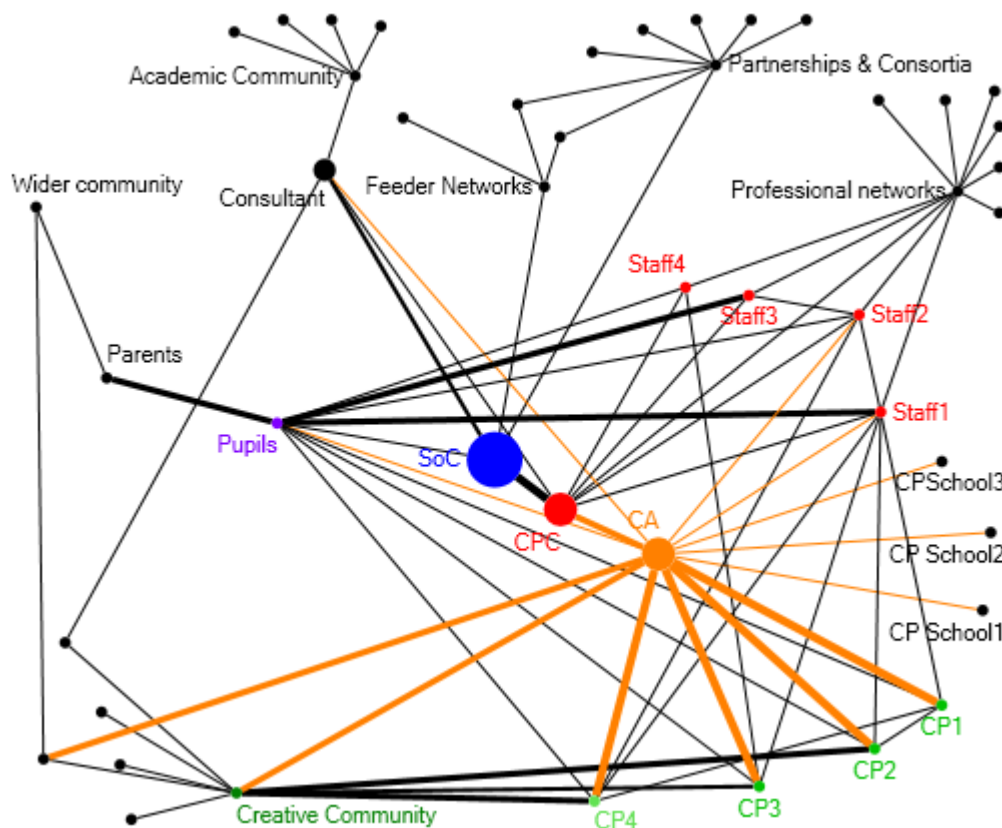 Academic Community
Partnerships & Consortia
Wider community
Consultant
Feeder Networks
Professional networks
Staff4
Staff3
Staff2
Parents
Staff1
Pupils
SoC
CPSchool3
CA
CPC
CP School2
CP School1
CP1
CP2
CP3
Creative Community
CP4